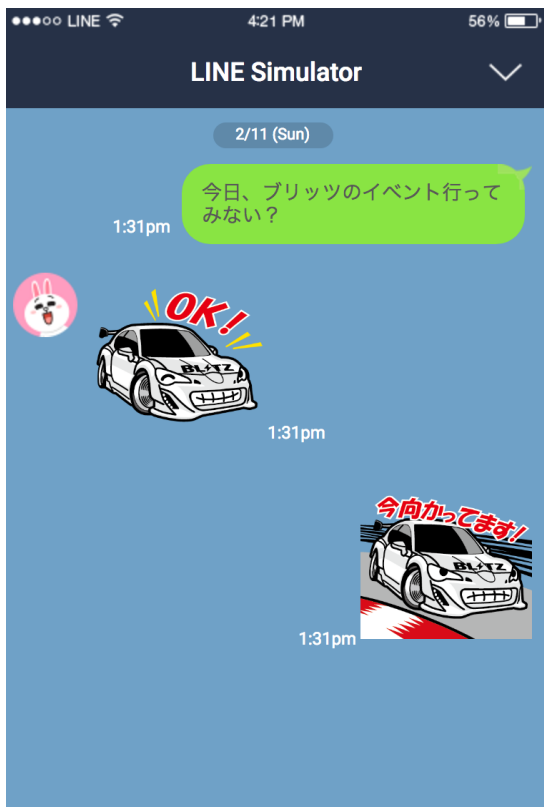 LINE
4:21 PM
56%
LINE Simulator
2/11 (Sun)
今日、ブリッツのイベント行って
みない？
1:31pm
OK!
BLITZ
1:31pm
今向かってます!
BLITZ
1:31pm